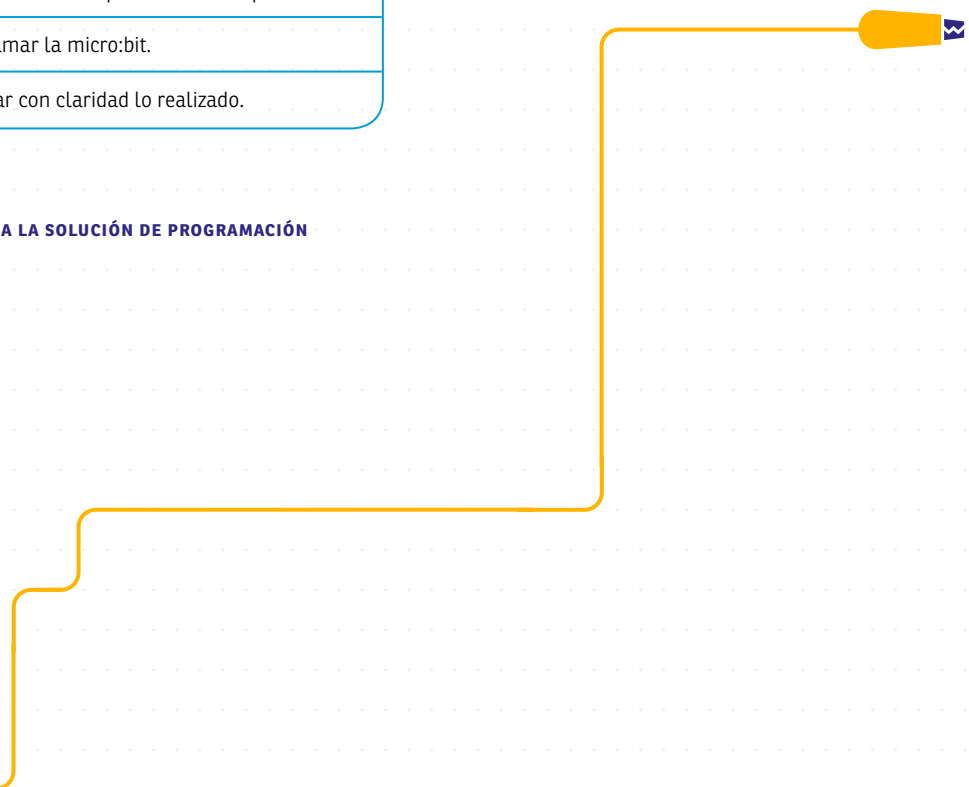 mar la micro:bit.
ar con claridad lo realizado.
A LA SOLUCIÓN DE PROGRAMACIÓN